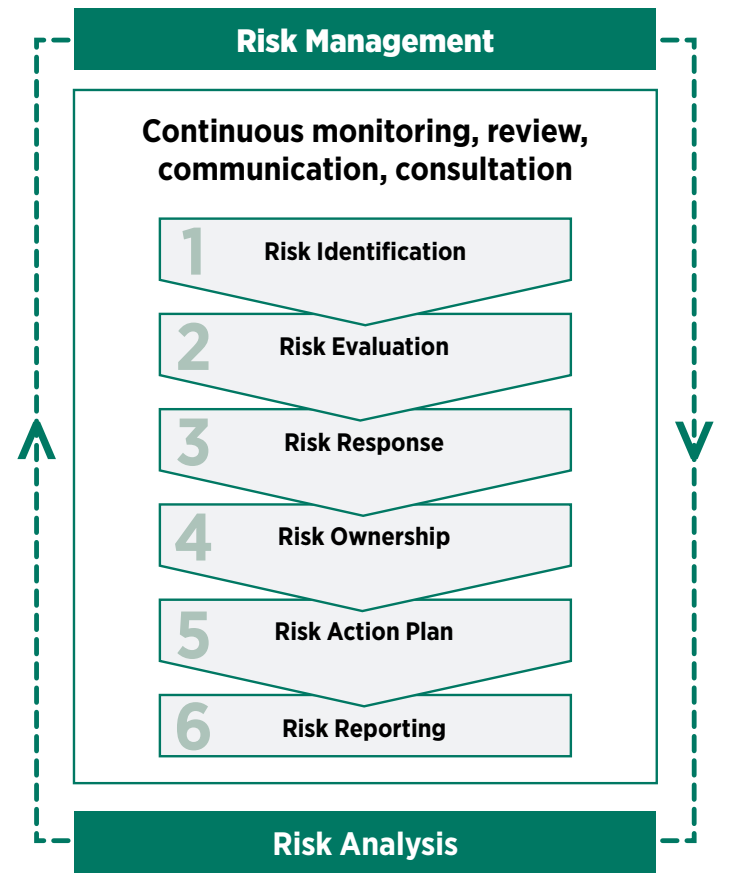 Risk Management
Continuous monitoring, review,
communication, consultation
1 Risk Identification
2 Risk Evaluation
3 Risk Response
4 Risk Ownership
5 Risk Action Plan
6 Risk Reporting
Risk Analysis